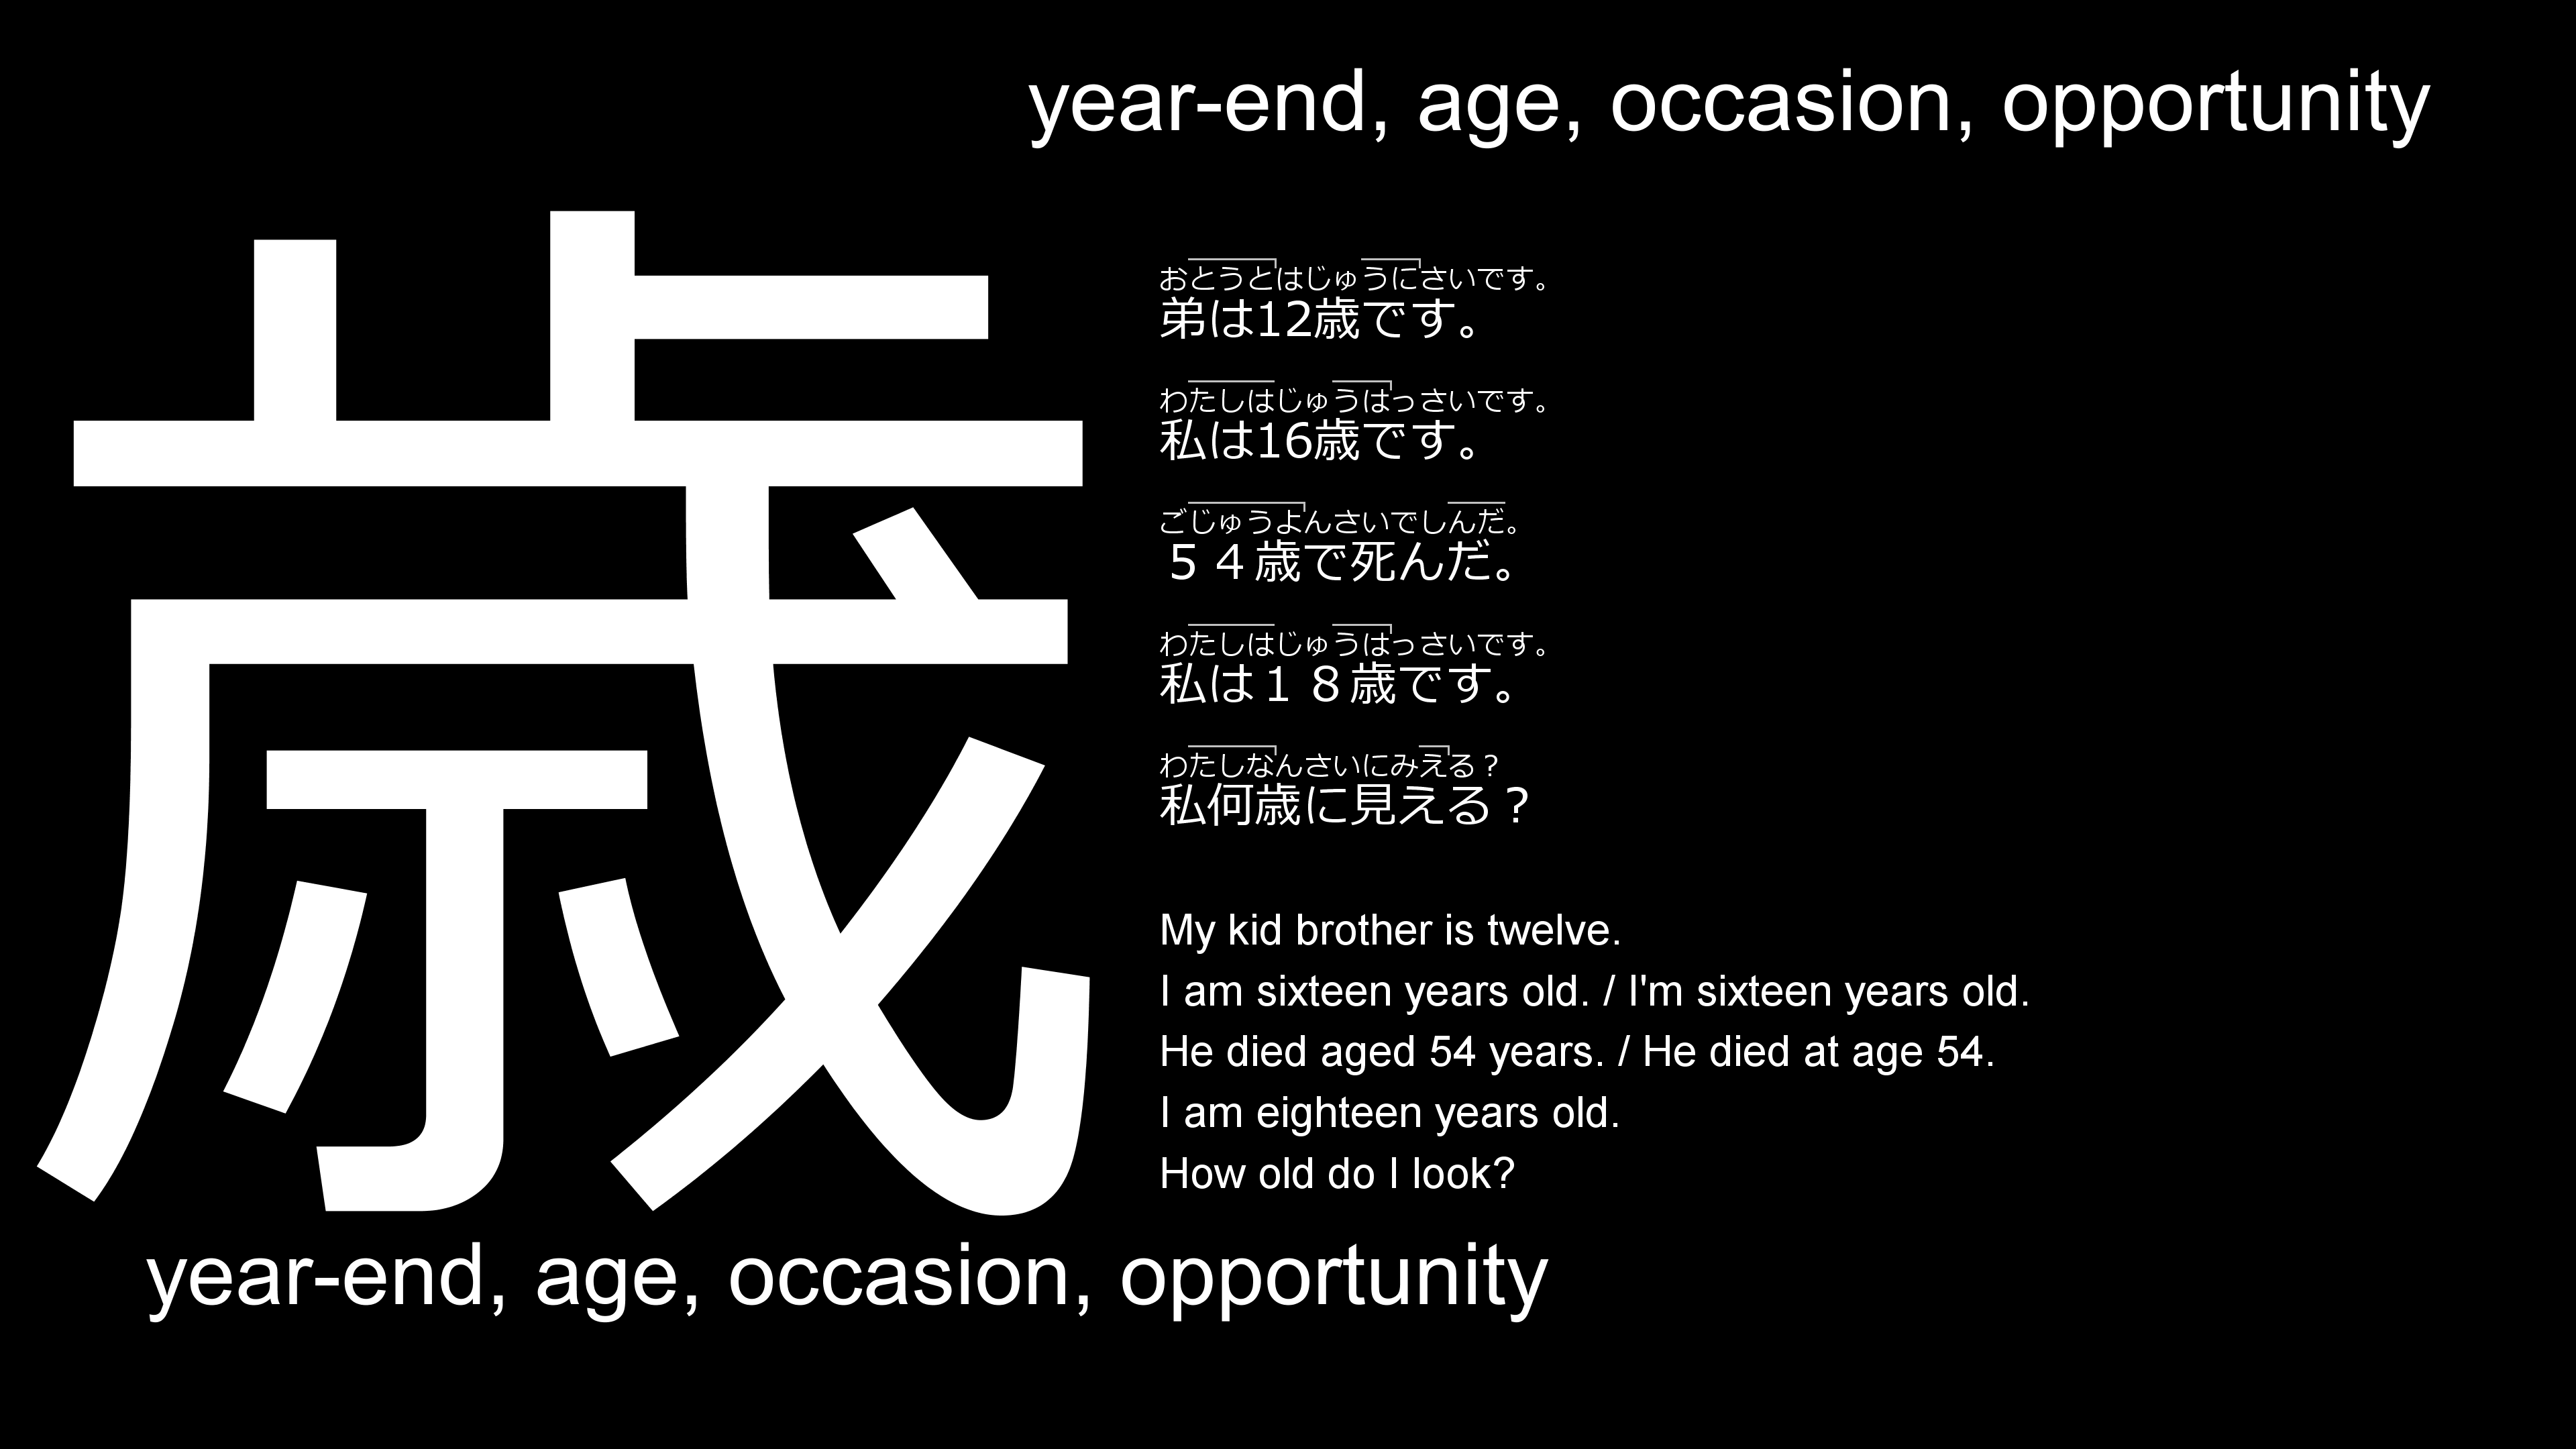 year-end, age, occasion, opportunity
歳
おとうとはじゅうにさいです。
弟は12歳です。
わたしはじゅうはっさいです。
私は16歳です。
ごじゅうよんさいでしんだ。
５４歳で死んだ。
わたしはじゅうはっさいです。
私は１８歳です。
わたしなんさいにみえる？
私何歳に見える？
My kid brother is twelve.
I am sixteen years old. / I'm sixteen years old.
He died aged 54 years. / He died at age 54.
I am eighteen years old.
How old do I look?
year-end, age, occasion, opportunity